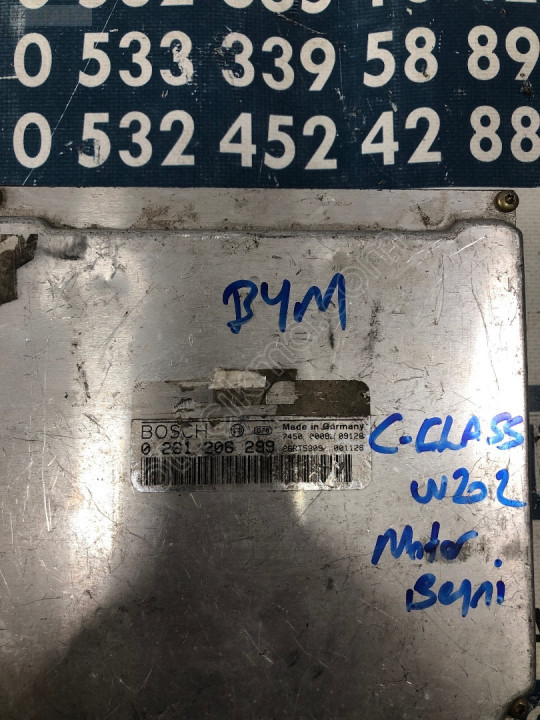 0 533 339 58 89
0 532 452 42 88
BYM
BOSCH
Made in Germany
0 261 206 299
C-CLASS
W202
Motor
Beyni